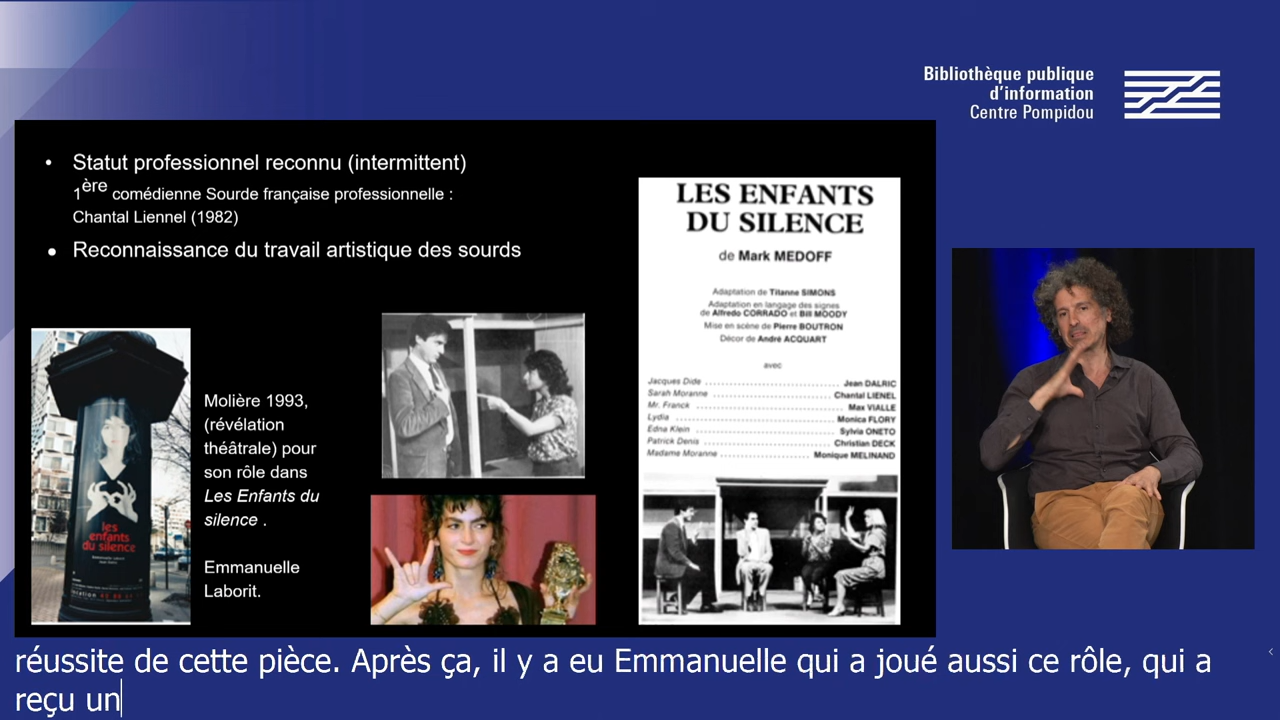 Bibliothèque publique
d'information
Centre Pompidou
• Statut professionnel reconnu (intermittent)
1ère comédienne Sourde française professionnelle :
Chantal Liennel (1982)
• Reconnaissance du travail artistique des sourds
Molière 1993,
(révélation
théâtrale) pour
son rôle dans
Les Enfants du
silence .
Emmanuelle
Laborit.
les
enfants
du silence
LES ENFANTS
DU SILENCE
de Mark MEDOFF
Adaptation de Titanne SIMONS
Adaptation en langage des signes
de Alfredo CORRADO et Bill MOODY
Mise en scène de Pierre BOUTRON
Décor de André ACQUART
avec
Jacques Dide ........ Jean DALRIC
Sarah Moranne ........ Chantal LIENEL
Mr. Franck ........ Max VIALLE
Lydia ........ Monica FLORY
Edna Klein ........ Sylvia ONETO
Patrick Denis ........ Christian DECK
Madame Moranne ........ Monique MELINAND
réussite de cette pièce. Après ça, il y a eu Emmanuelle qui a joué aussi ce rôle, qui a
reçu un